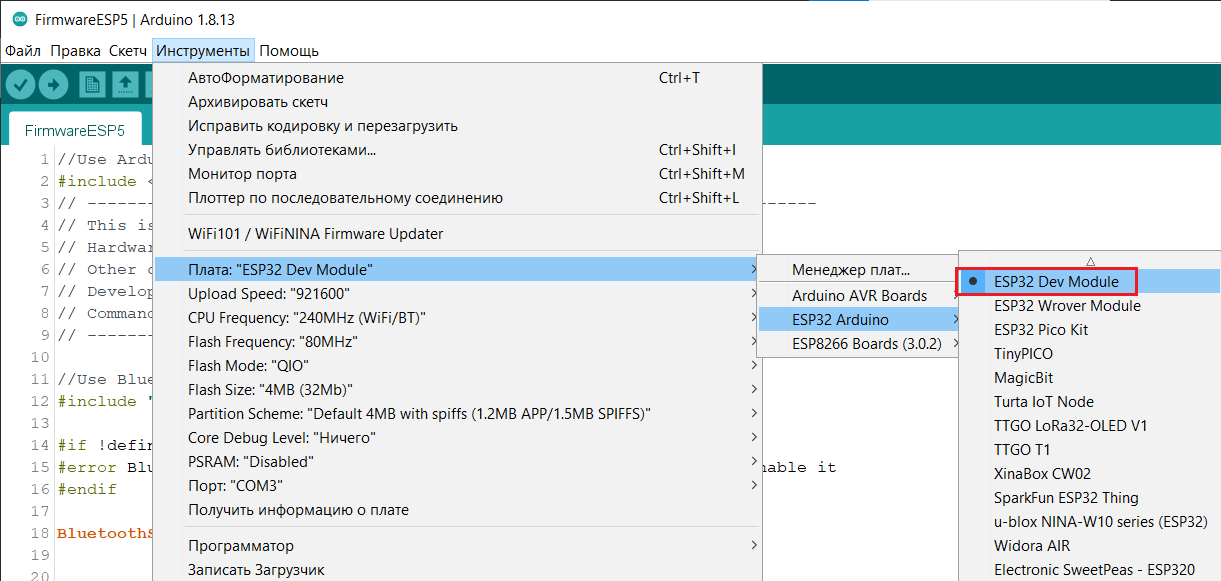 FirmwareESP5 | Arduino 1.8.13
Файл Правка Скетч Инструменты Помощь
FirmwareESP5
АвтоФорматирование Ctrl+T
Архивировать скетч
Исправить кодировку и перезагрузить
Управлять библиотеками... Ctrl+Shift+I
Монитор порта Ctrl+Shift+M
Плоттер по последовательному соединению Ctrl+Shift+L
WiFi101 / WiFiNINA Firmware Updater
Плата: "ESP32 Dev Module"
Upload Speed: "921600"
CPU Frequency: "240MHz (WiFi/BT)"
Flash Frequency: "80MHz"
Flash Mode: "QIO"
Flash Size: "4MB (32Mb)"
Partition Scheme: "Default 4MB with spiffs (1.2MB APP/1.5MB SPIFFS)"
Core Debug Level: "Ничего"
PSRAM: "Disabled"
Порт: "COM3"
Получить информацию о плате
Программатор
Записать Загрузчик
Менеджер плат...
Arduino AVR Boards
ESP32 Arduino
ESP8266 Boards (3.0.2)
ESP32 Dev Module
ESP32 Wrover Module
ESP32 Pico Kit
TinyPICO
MagicBit
Turta IoT Node
TTGO LoRa32-OLED V1
TTGO T1
XinaBox CW02
SparkFun ESP32 Thing
u-blox NINA-W10 series (ESP32)
Widora AIR
Electronic SweetPeas - ESP320
1 //Use Ardu
2 #include <
3 // -------
4 // This is
5 // Hardwar
6 // Other c
7 // Develop
8 // Command
9 // -------
10
11 //Use Blue
12 #include "
13
14 #if !defin
15 #error Blu nable it
16 #endif
17
18 BluetoothS
19